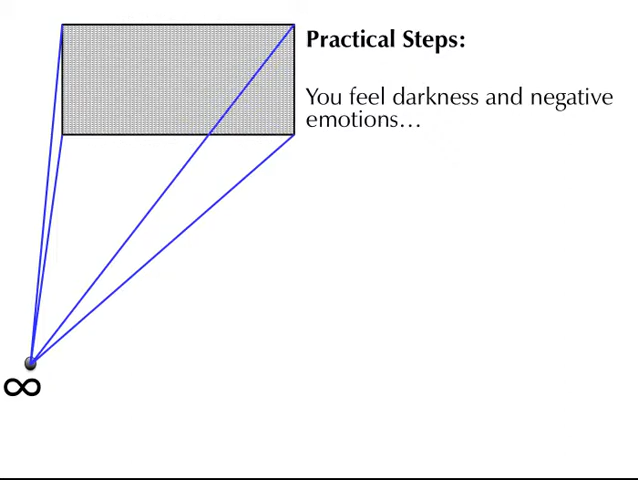 Practical Steps:
You feel darkness and negative
emotions…
∞